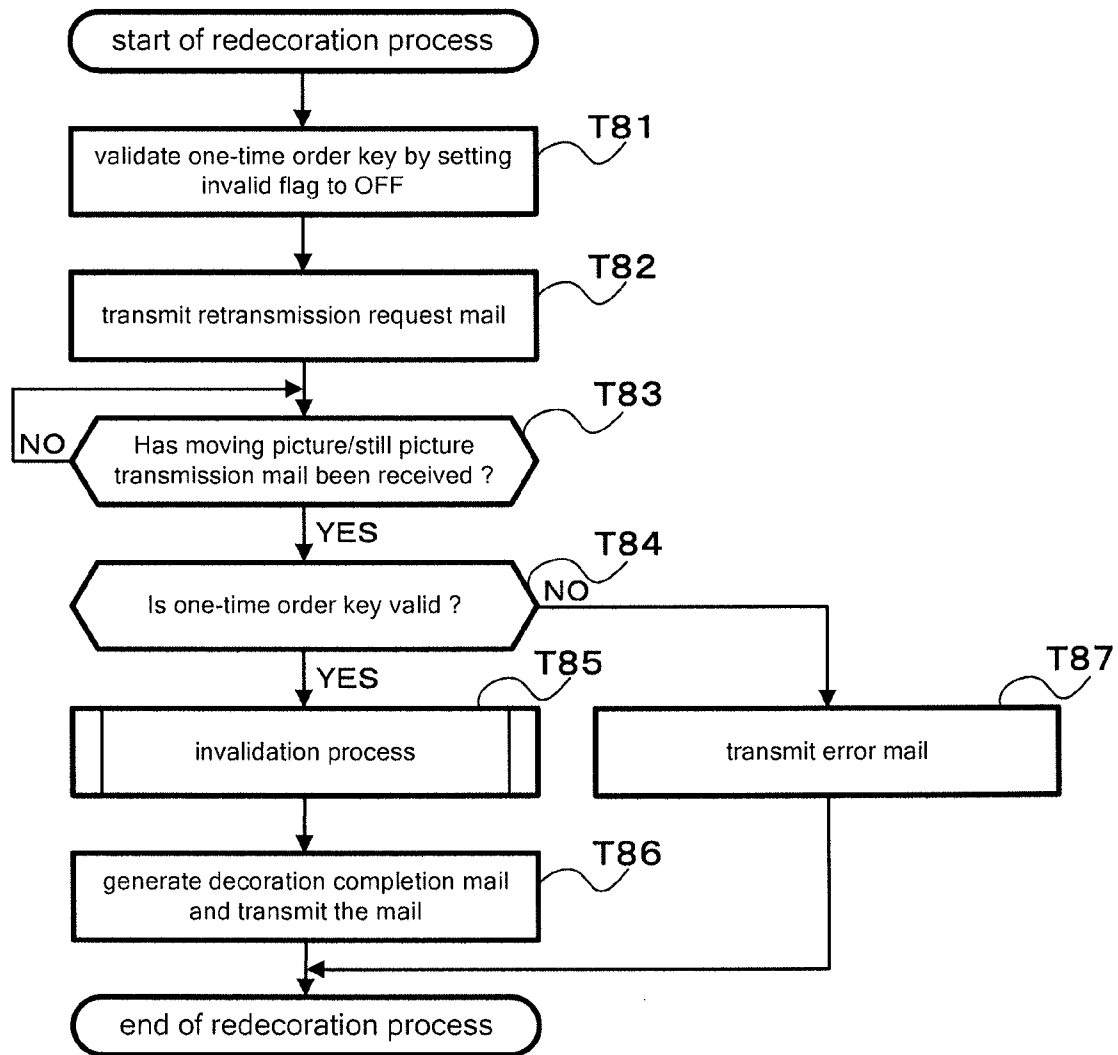 start of redecoration process
T81
validate one-time order key by setting
invalid flag to OFF
T82
transmit retransmission request mail
T83
NO
Has moving picture/still picture
transmission mail been received ?
YES
T84
NO
Is one-time order key valid ?
YES
T85
T87
invalidation process
transmit error mail
T86
generate decoration completion mail
and transmit the mail
end of redecoration process